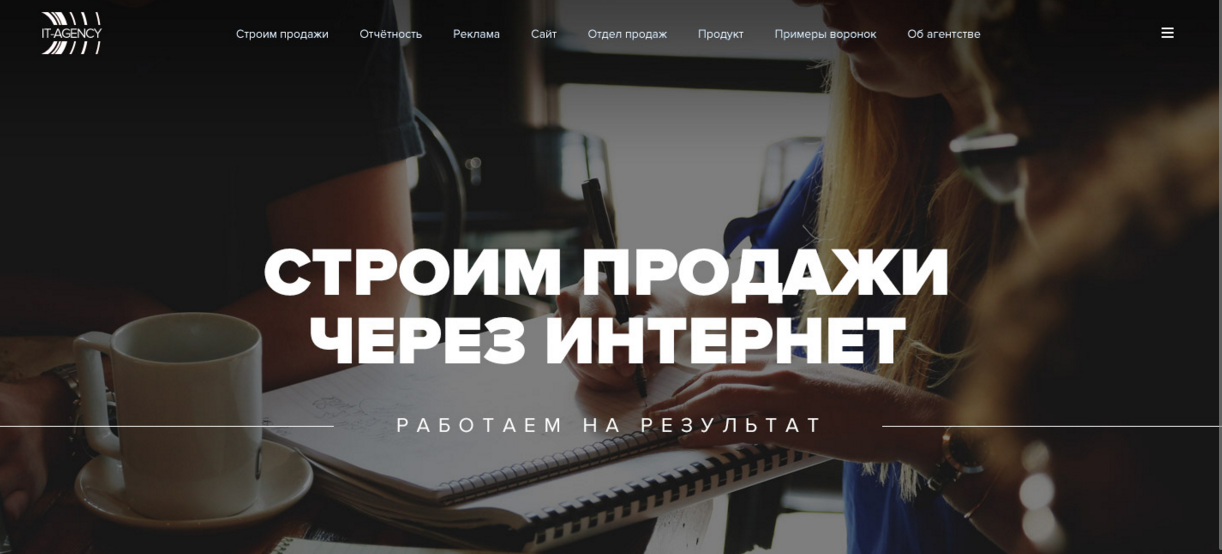 IT-AGENCY
Строим продажи Отчётность Реклама Сайт Отдел продаж Продукт Примеры воронок Об агентстве
СТРОИМ ПРОДАЖИ
ЧЕРЕЗ ИНТЕРНЕТ
РАБОТАЕМ НА РЕЗУЛЬТАТ